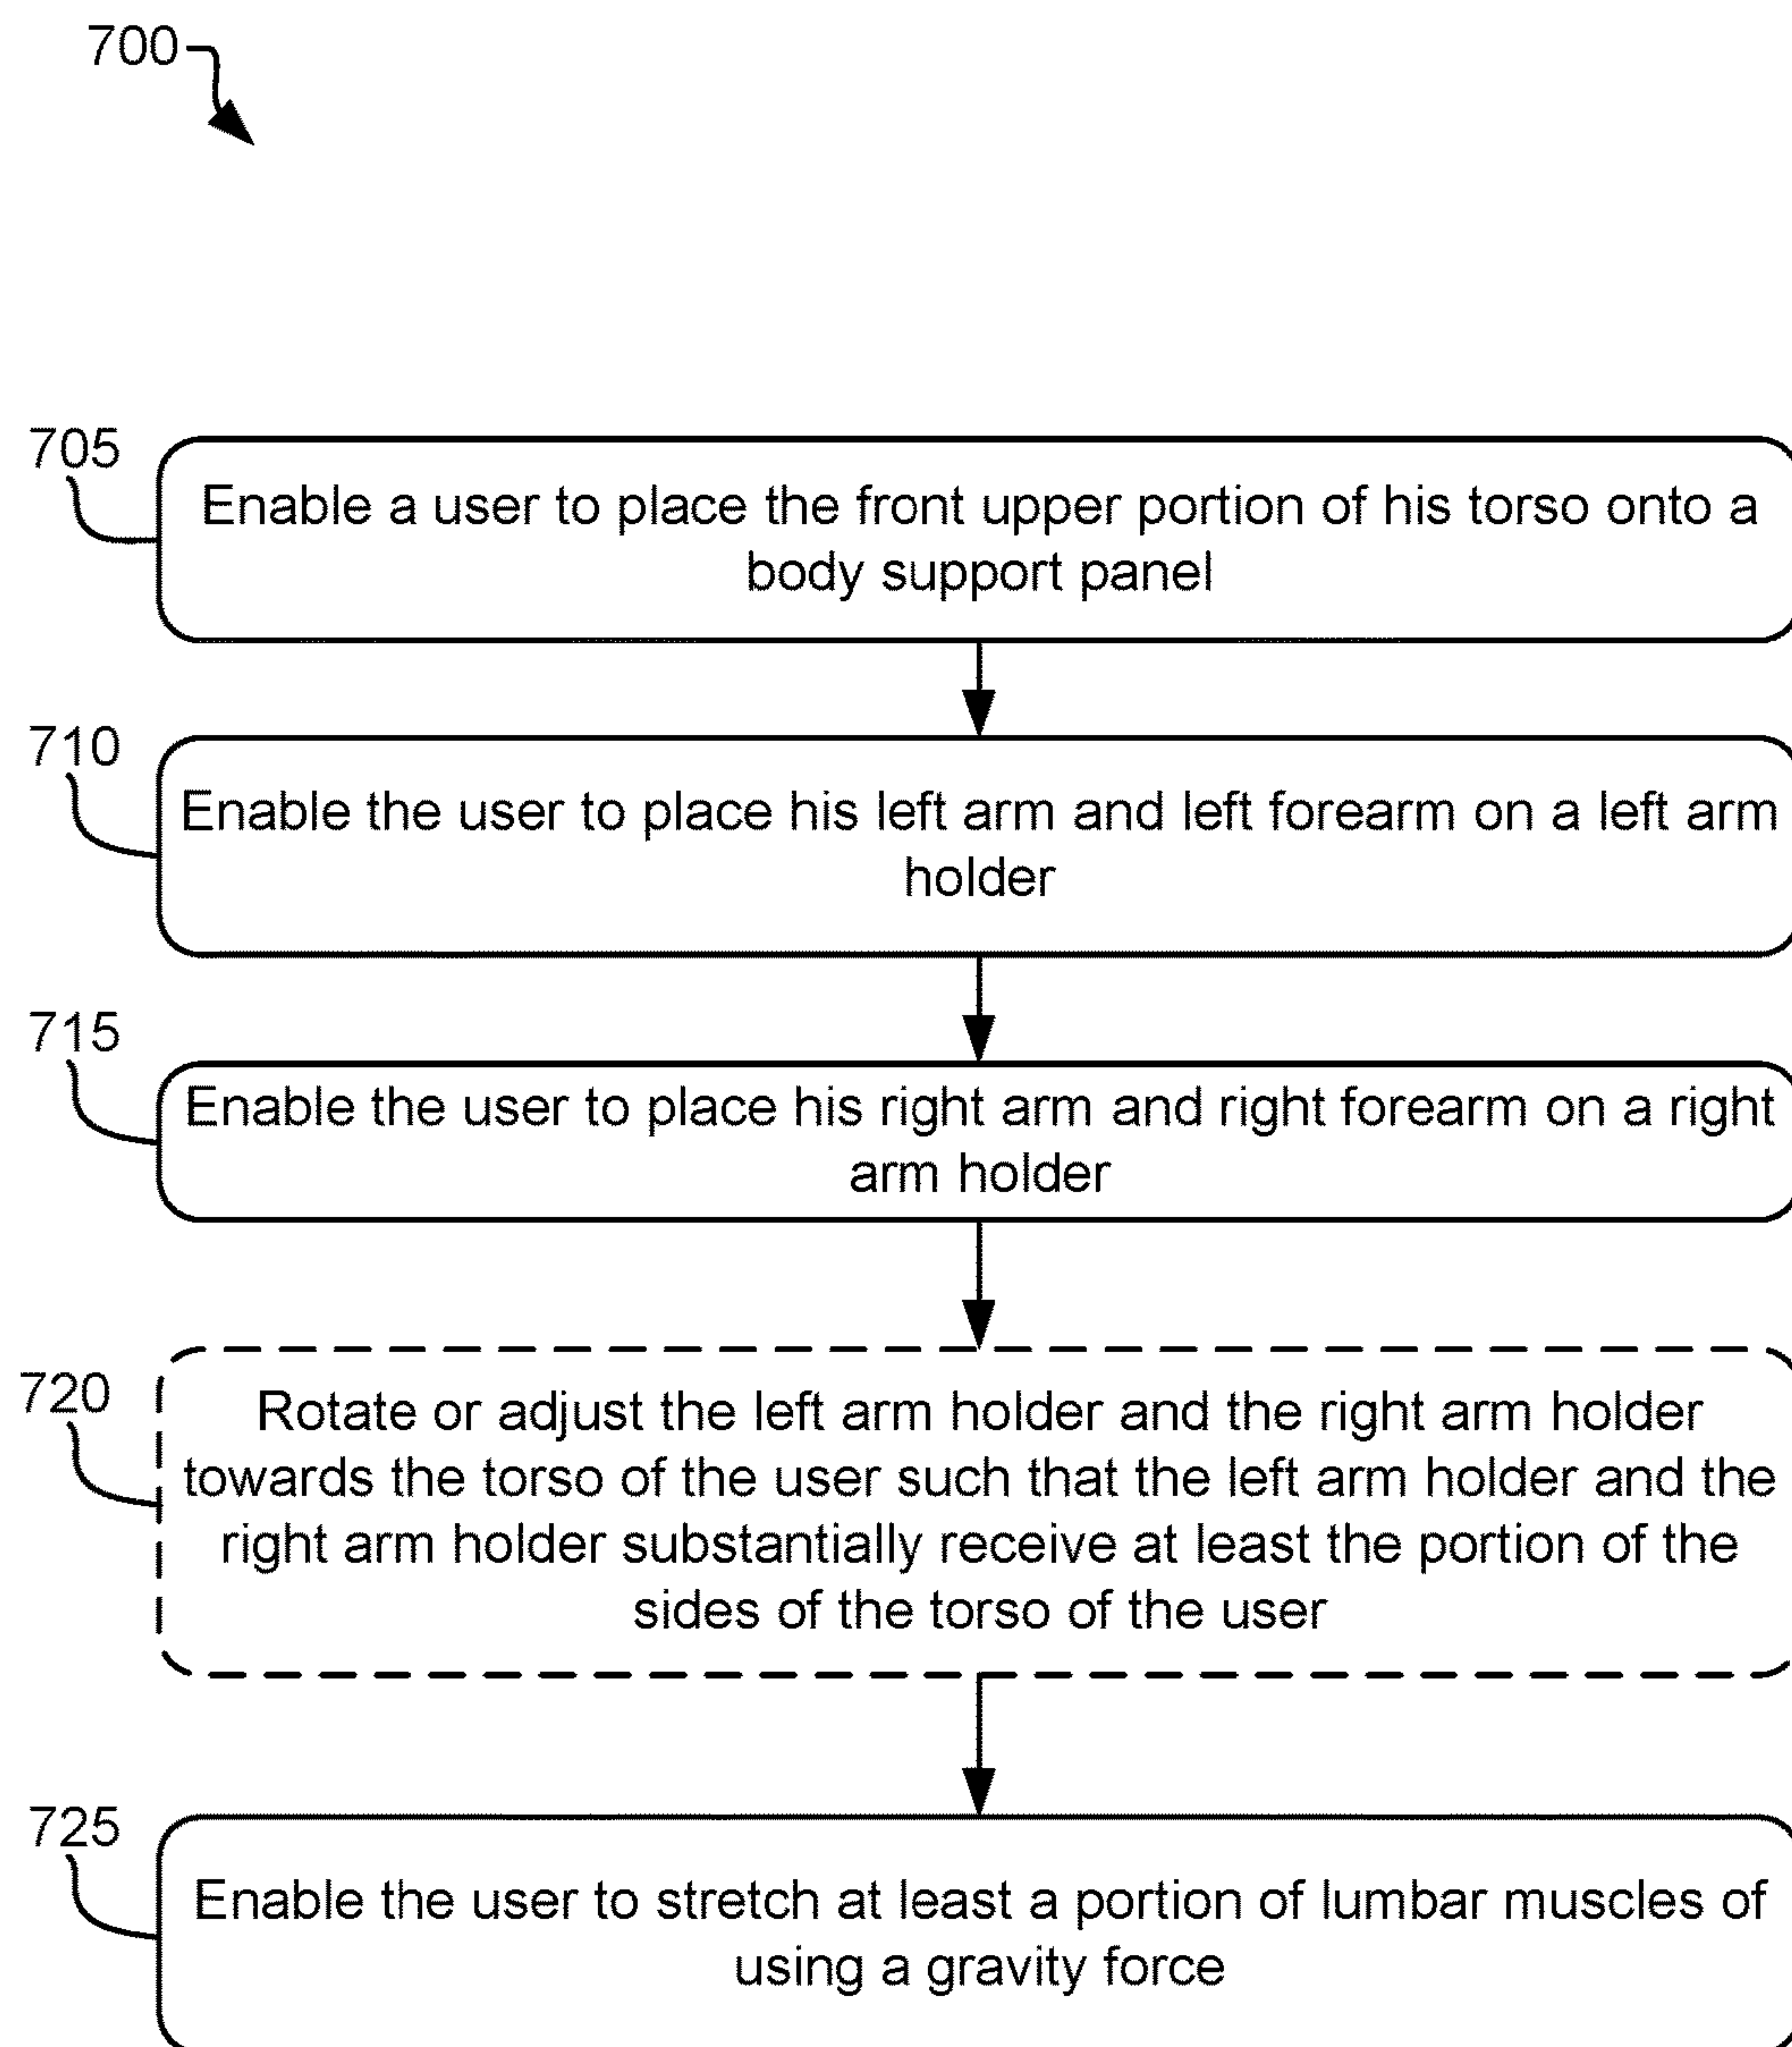 700
705
Enable a user to place the front upper portion of his torso onto a
body support panel
710
Enable the user to place his left arm and left forearm on a left arm
holder
715
Enable the user to place his right arm and right forearm on a right
arm holder
720
Rotate or adjust the left arm holder and the right arm holder
towards the torso of the user such that the left arm holder and the
right arm holder substantially receive at least the portion of the
sides of the torso of the user
725
Enable the user to stretch at least a portion of lumbar muscles of
using a gravity force